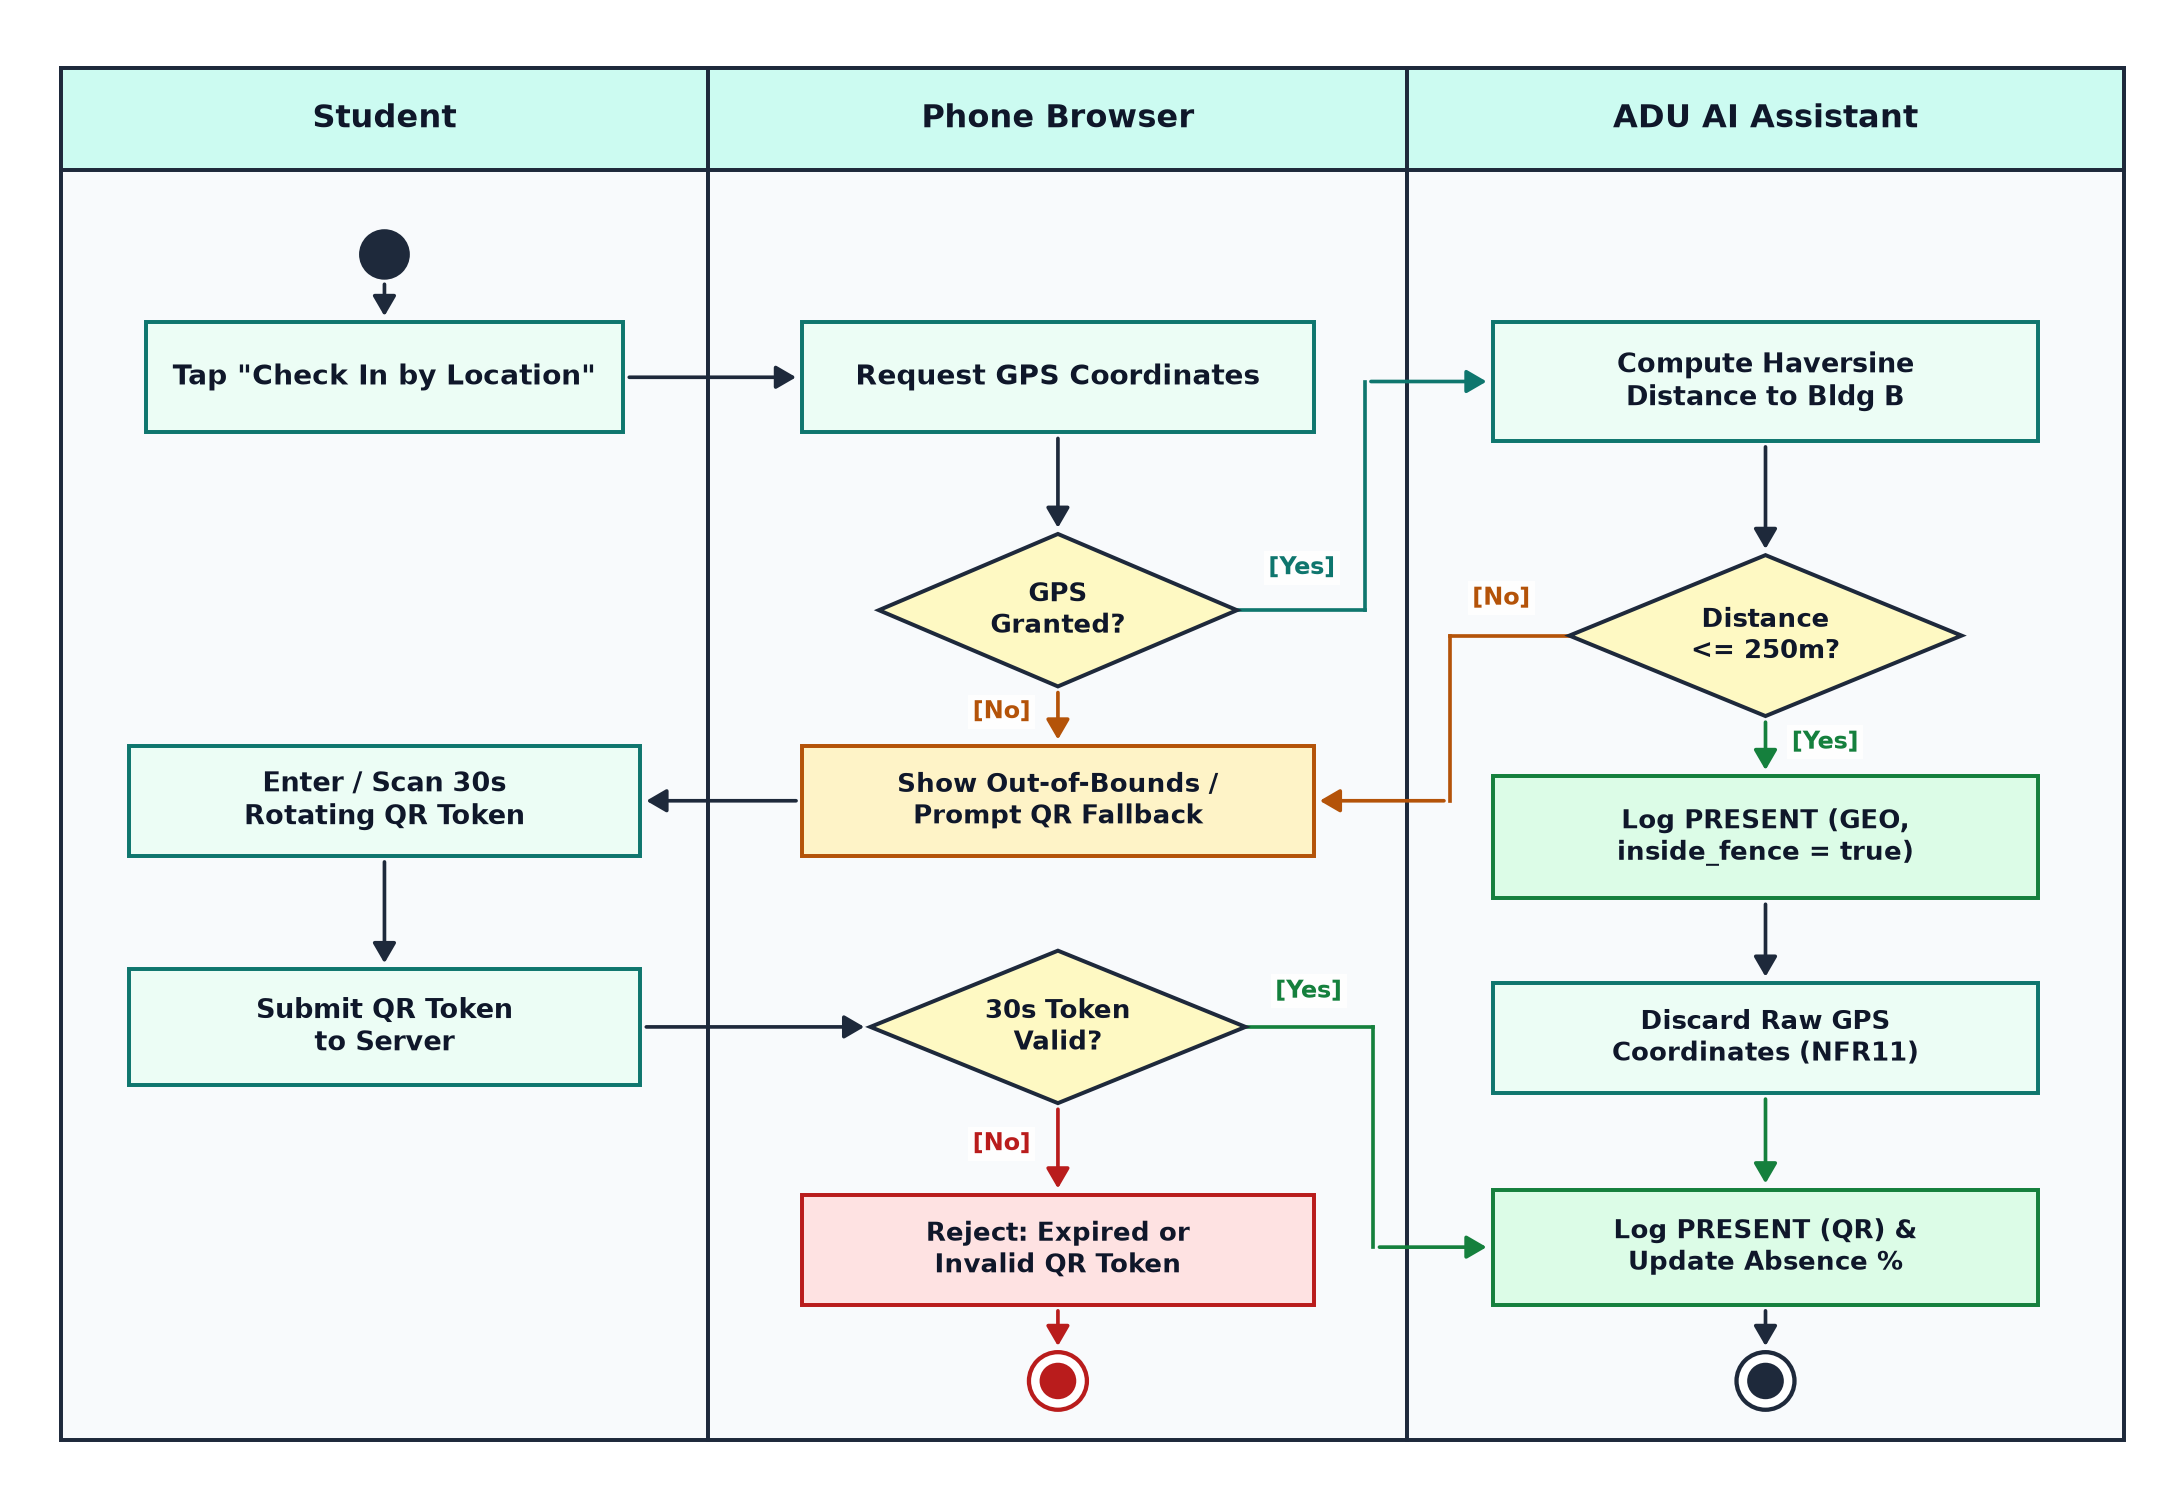 Student
Phone Browser
ADU AI Assistant
Tap "Check In by Location"
Request GPS Coordinates
Compute Haversine
Distance to Bldg B
GPS
Granted?
[Yes]
[No]
Distance
<= 250m?
[No]
[Yes]
Enter / Scan 30s
Rotating QR Token
Show Out-of-Bounds /
Prompt QR Fallback
Log PRESENT (GEO,
inside_fence = true)
Submit QR Token
to Server
30s Token
Valid?
[Yes]
[No]
Discard Raw GPS
Coordinates (NFR11)
Reject: Expired or
Invalid QR Token
Log PRESENT (QR) &
Update Absence %